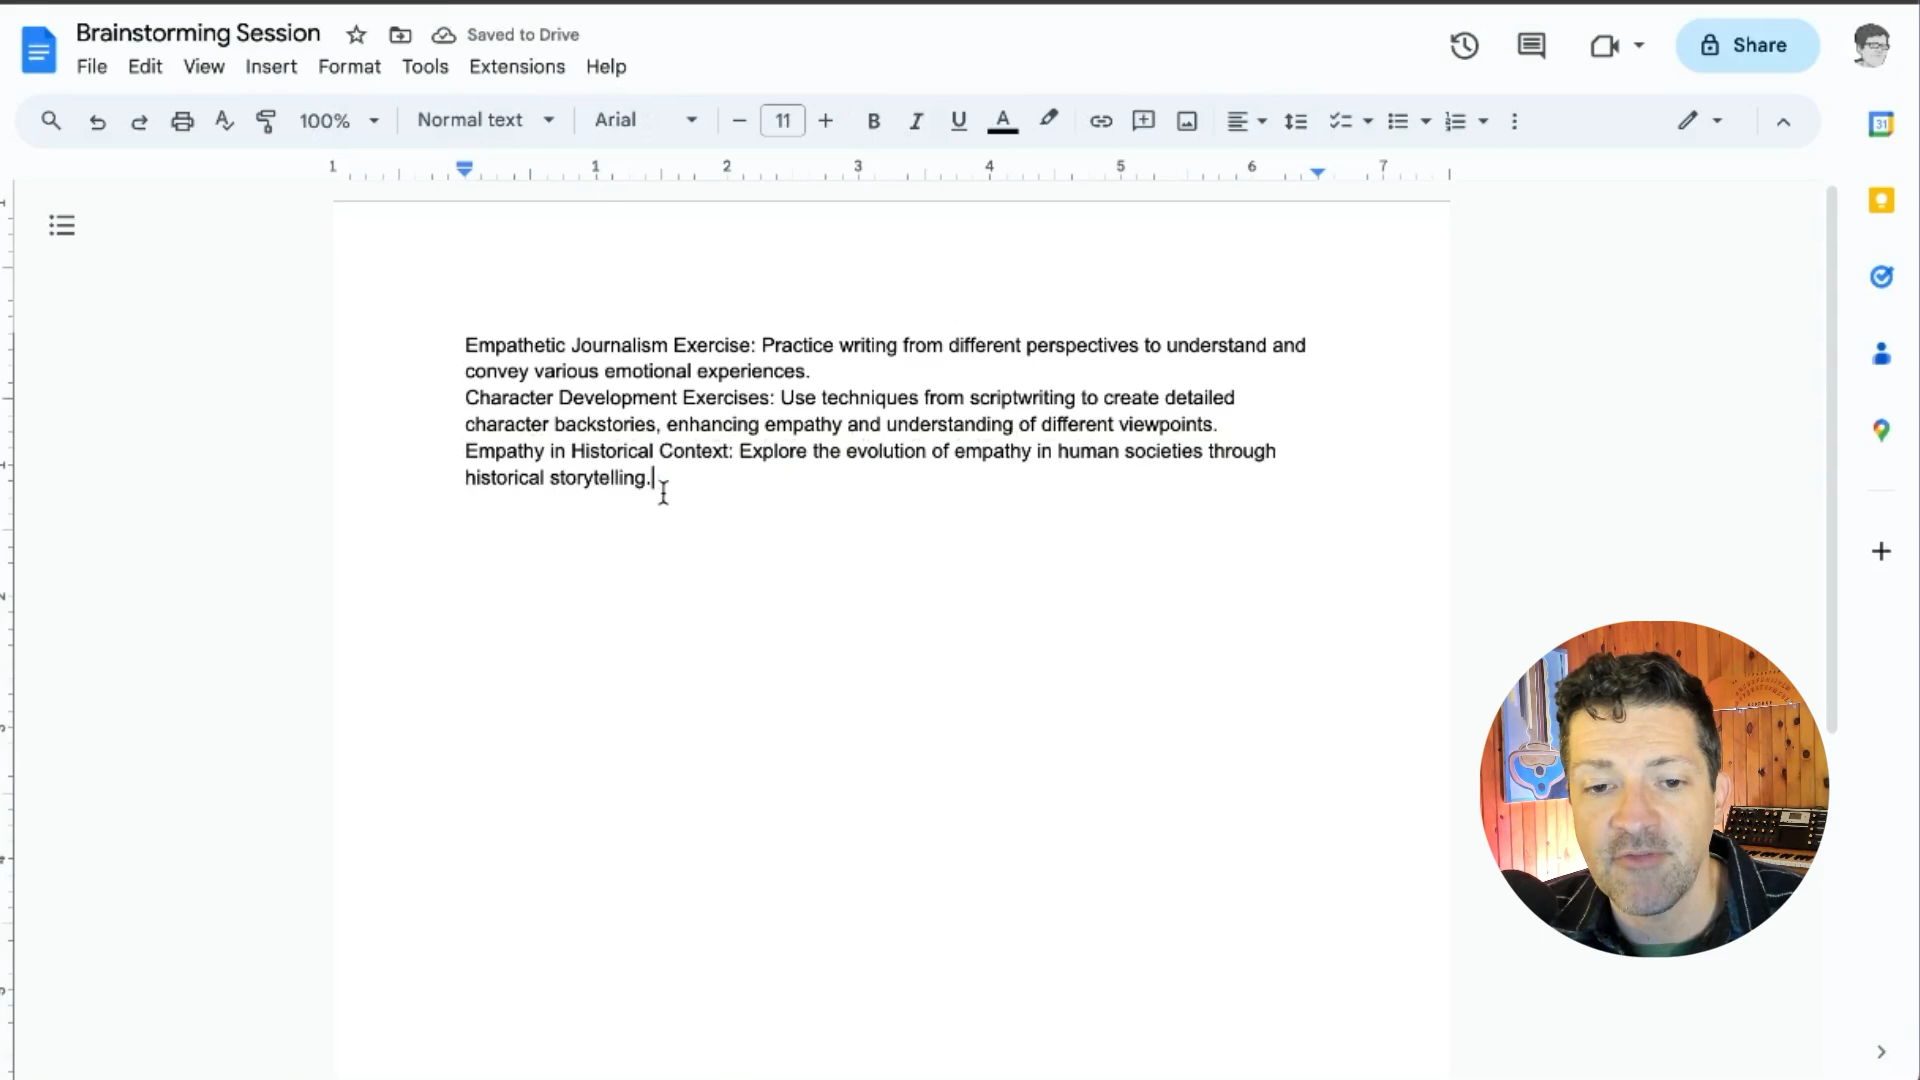 Brainstorming Session
Saved to Drive
Share
File Edit View Insert Format Tools Extensions Help
100% Normal text Arial 11 B I U A
31
1 1 2 3 4 5 6 7
Empathetic Journalism Exercise: Practice writing from different perspectives to understand and
convey various emotional experiences.
Character Development Exercises: Use techniques from scriptwriting to create detailed
character backstories, enhancing empathy and understanding of different viewpoints.
Empathy in Historical Context: Explore the evolution of empathy in human societies through
historical storytelling.